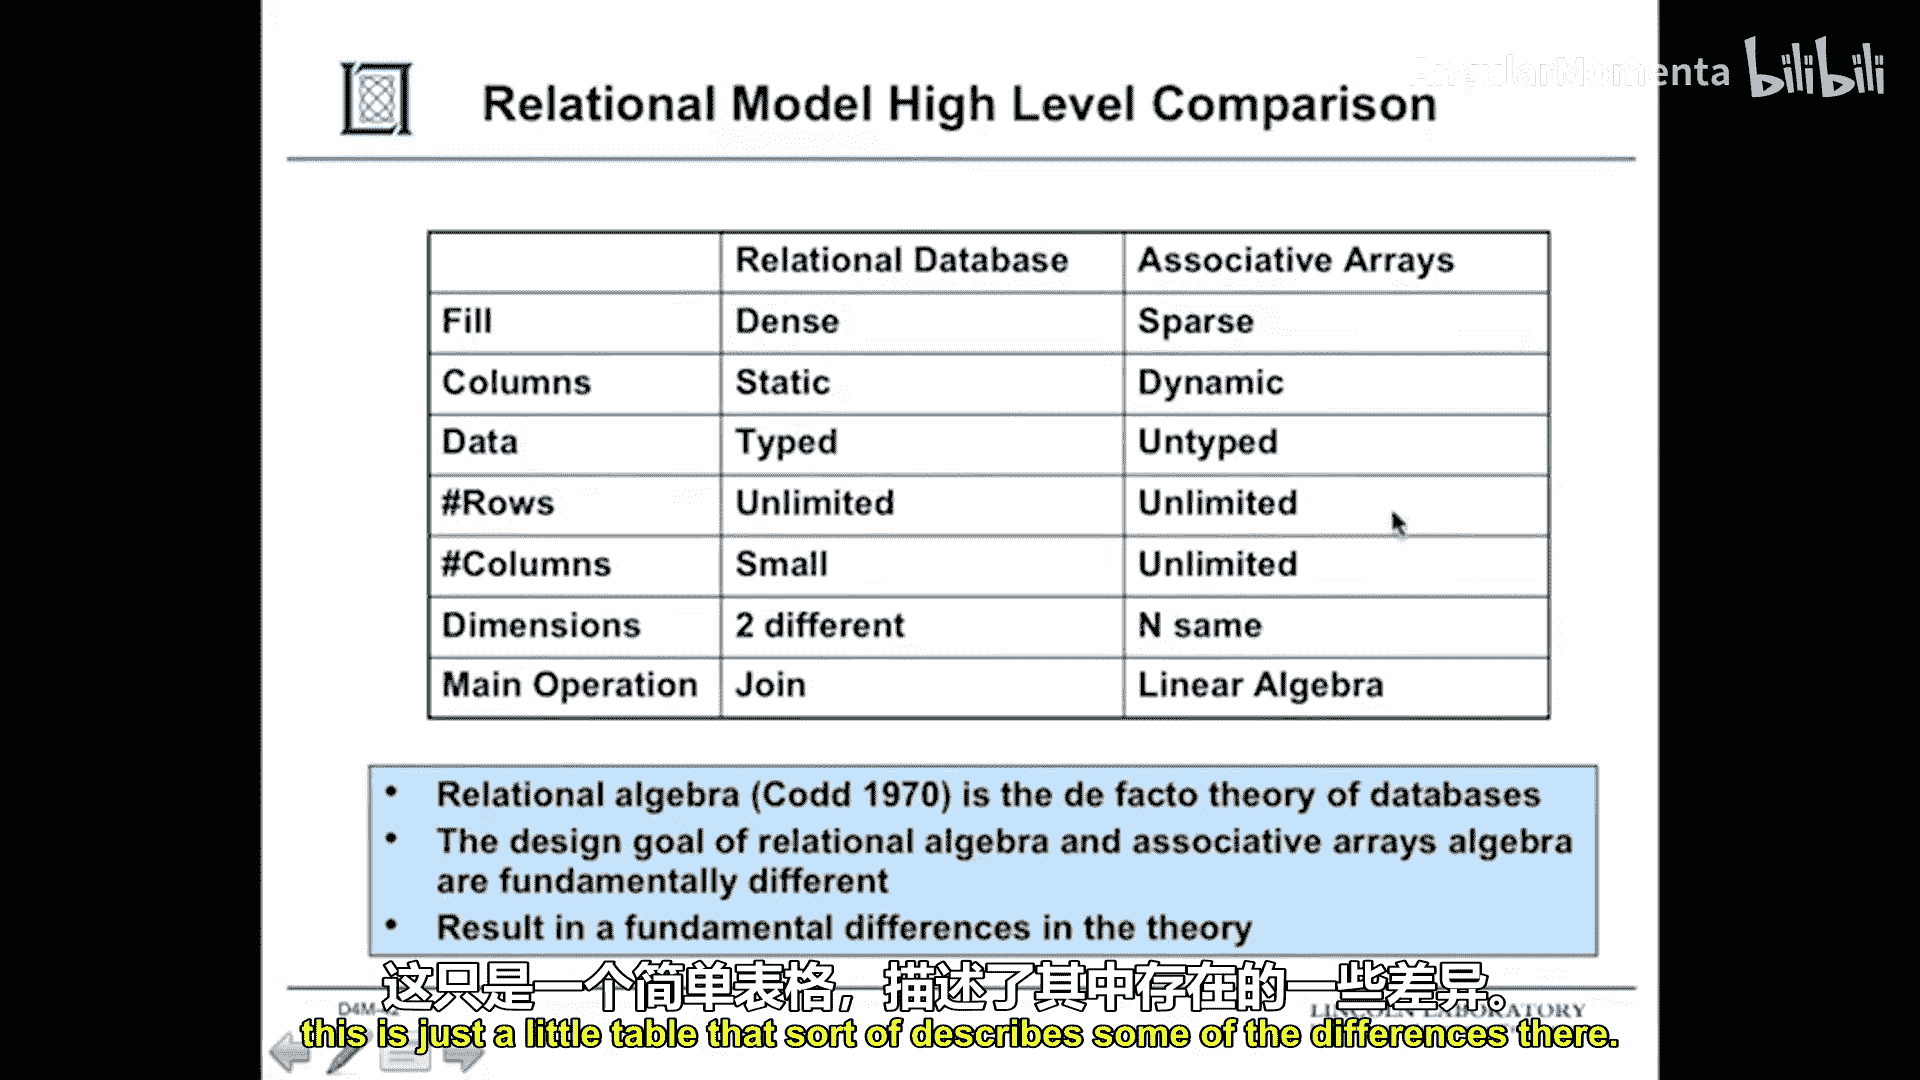 ngularMomenta bilibili
Relational Model High Level Comparison
Relational Database Associative Arrays
Fill Dense Sparse
Columns Static Dynamic
Data Typed Untyped
#Rows Unlimited Unlimited
#Columns Small Unlimited
Dimensions 2 different N same
Main Operation Join Linear Algebra
• Relational algebra (Codd 1970) is the de facto theory of databases
• The design goal of relational algebra and associative arrays algebra
are fundamentally different
• Result in a fundamental differences in the theory
这只是一个简单表格，描述了其中存在的一些差异。
LINCOLN LABORATORY
this is just a little table that sort of describes some of the differences there.